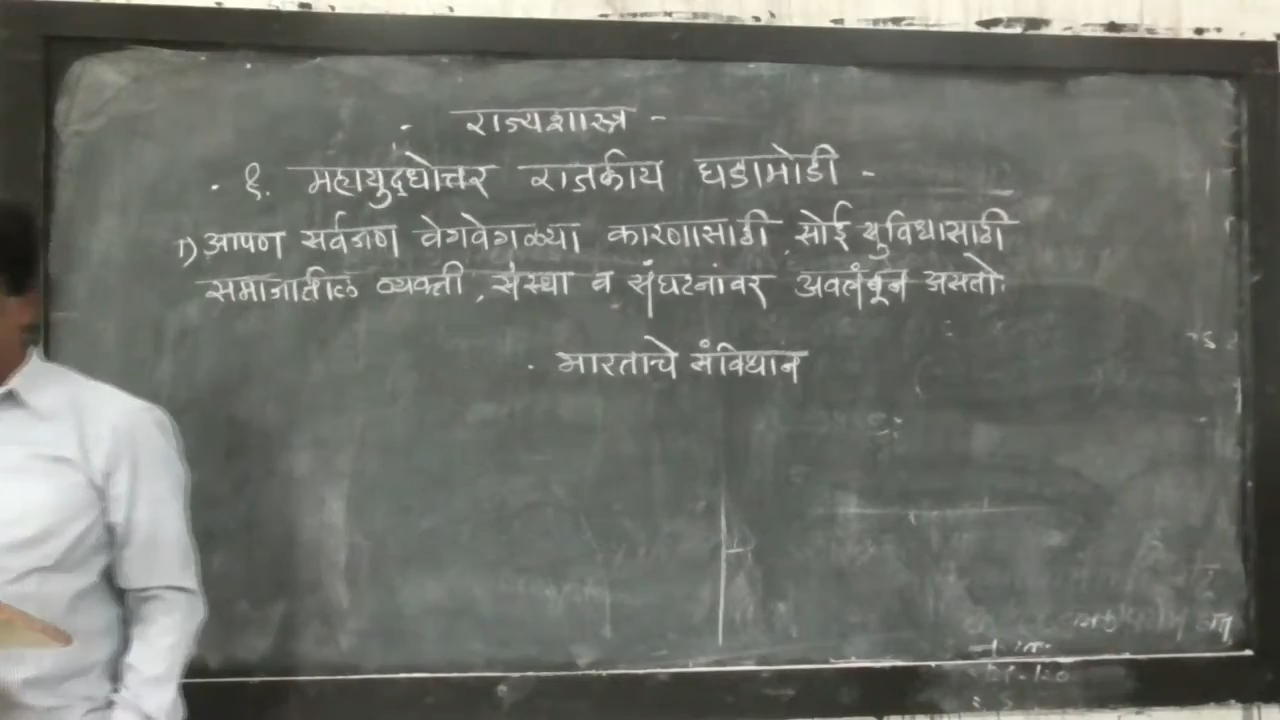 राज्यशास्त्र -
१. महायुद्धोत्तर राजकीय घडामोडी -
1) आपण सर्वजण वेगवेगळ्या कारणासाठी सोई सुविधासाठी
समाजातील व्यक्ती, संस्था व संघटनांवर अवलंबून असतो.
· भारताचे संविधान